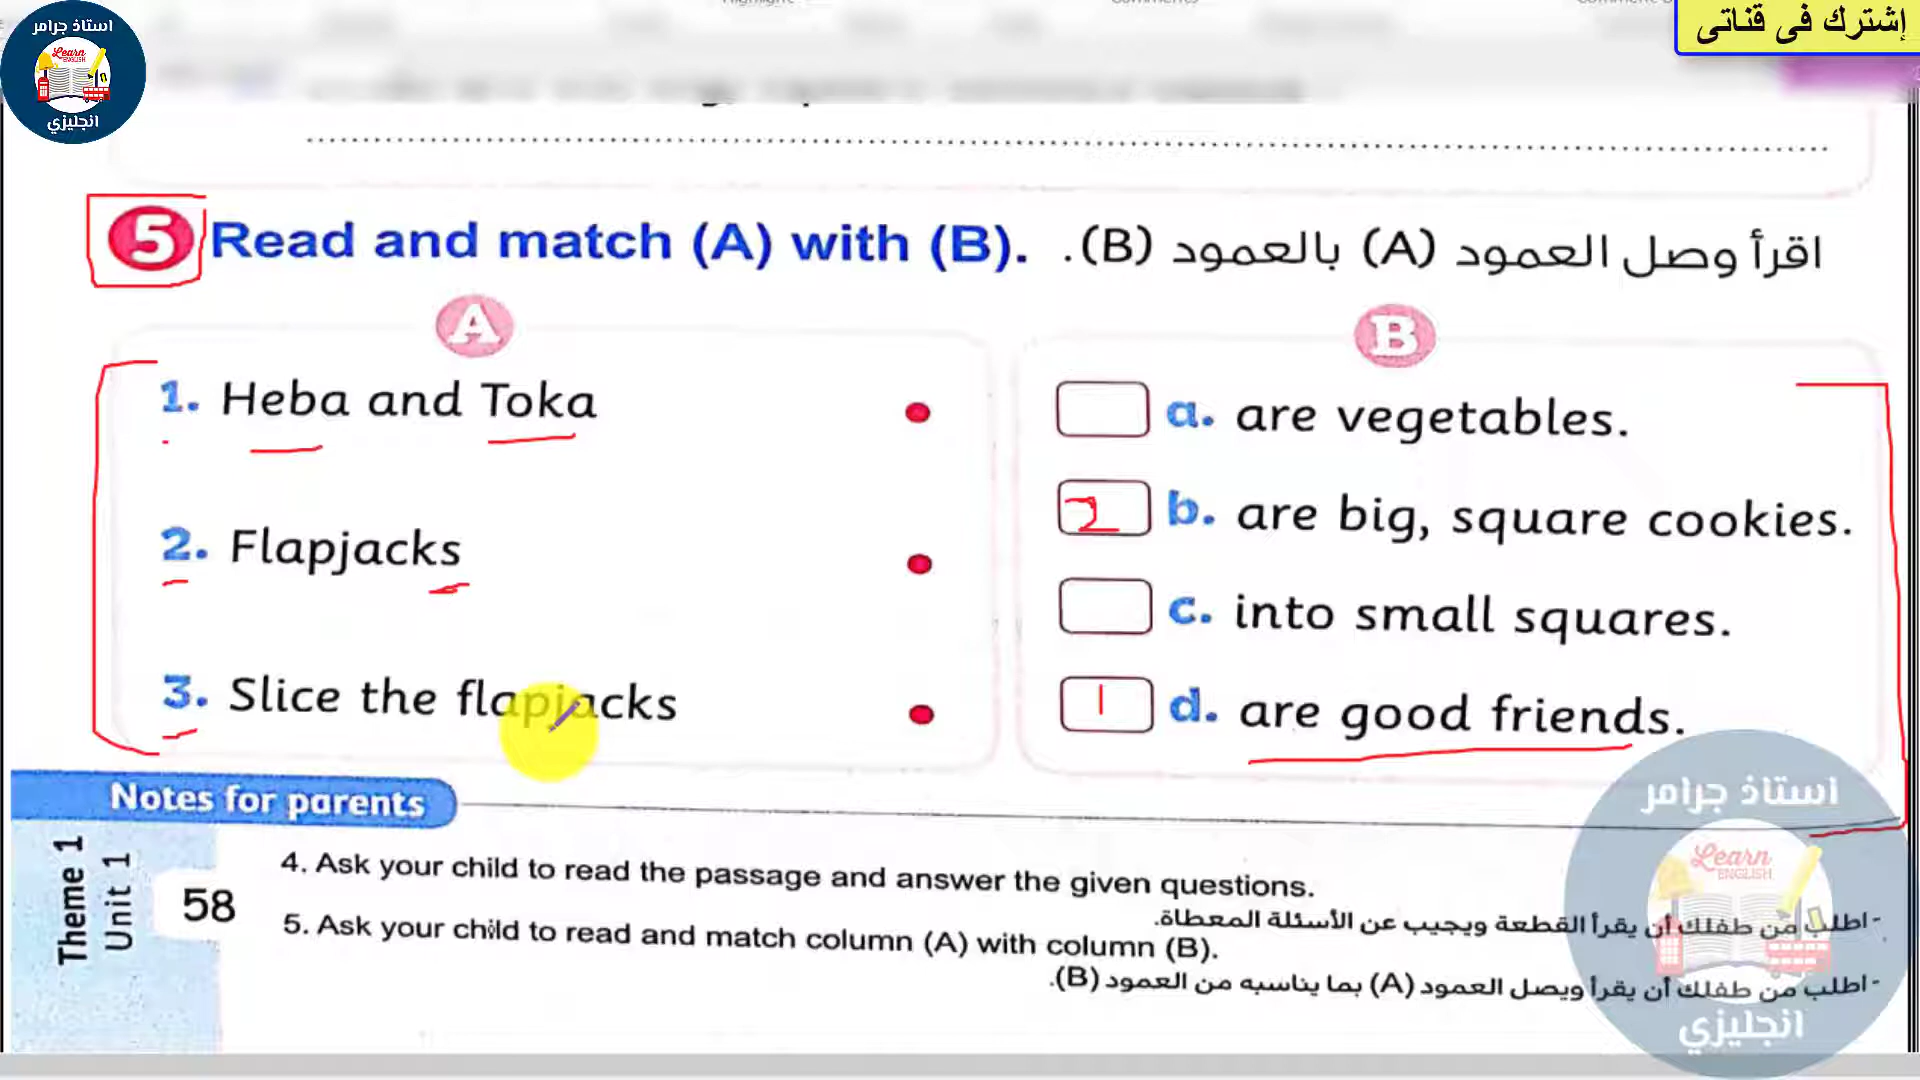 استاذ جرامر
Learn
ENGLISH
انجليزي
إشترك فى قناتى
5 Read and match (A) with (B). اقرأ وصل العمود (A) بالعمود (B).
A
B
1. Heba and Toka
2. Flapjacks
3. Slice the flapjacks
a. are vegetables.
2 b. are big, square cookies.
c. into small squares.
1 d. are good friends.
Notes for parents
Theme 1
Unit 1
58
4. Ask your child to read the passage and answer the given questions.
- اطلب من طفلك أن يقرأ القطعة ويجيب عن الأسئلة المعطاة.
5. Ask your child to read and match column (A) with column (B).
- اطلب من طفلك أن يقرأ ويصل العمود (A) بما يناسبه من العمود (B).
استاذ جرامر
Learn
ENGLISH
انجليزي